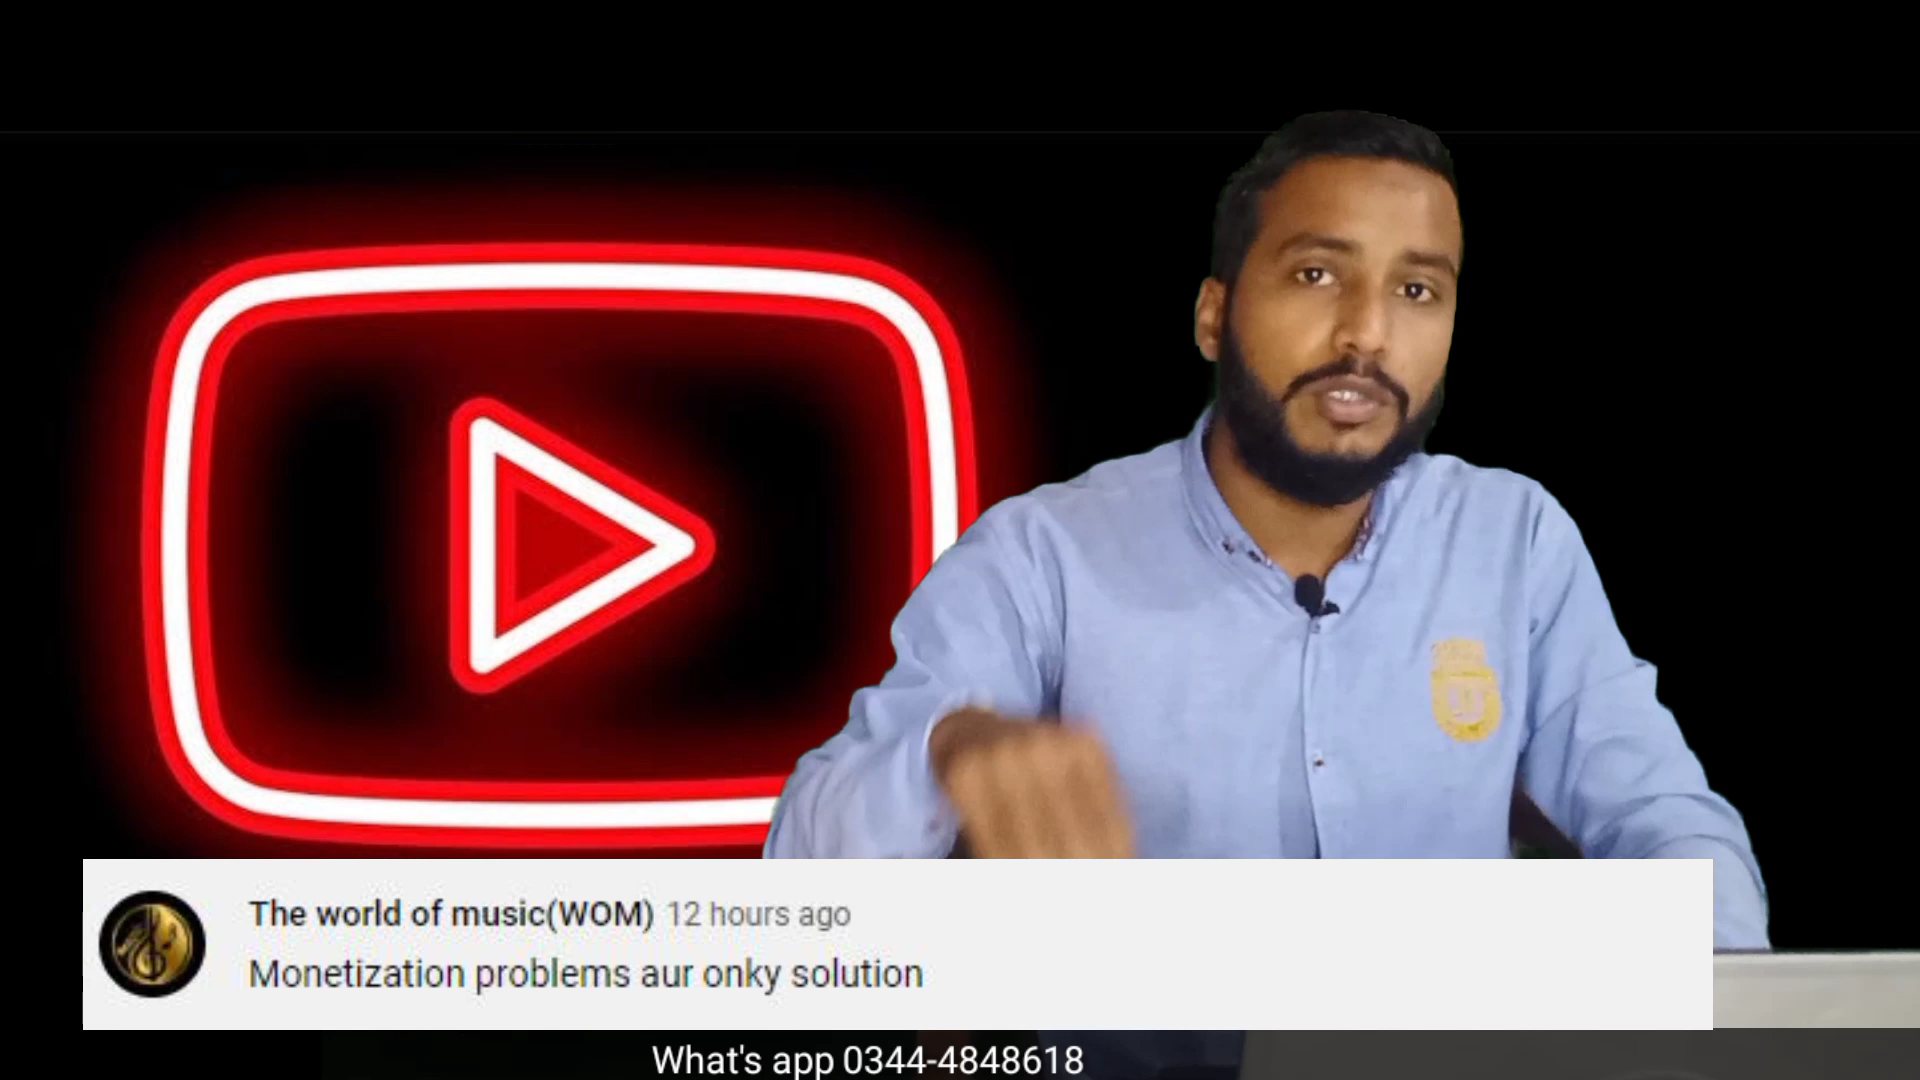 The world of music(WOM) 12 hours ago
Monetization problems aur onky solution
What's app 0344-4848618